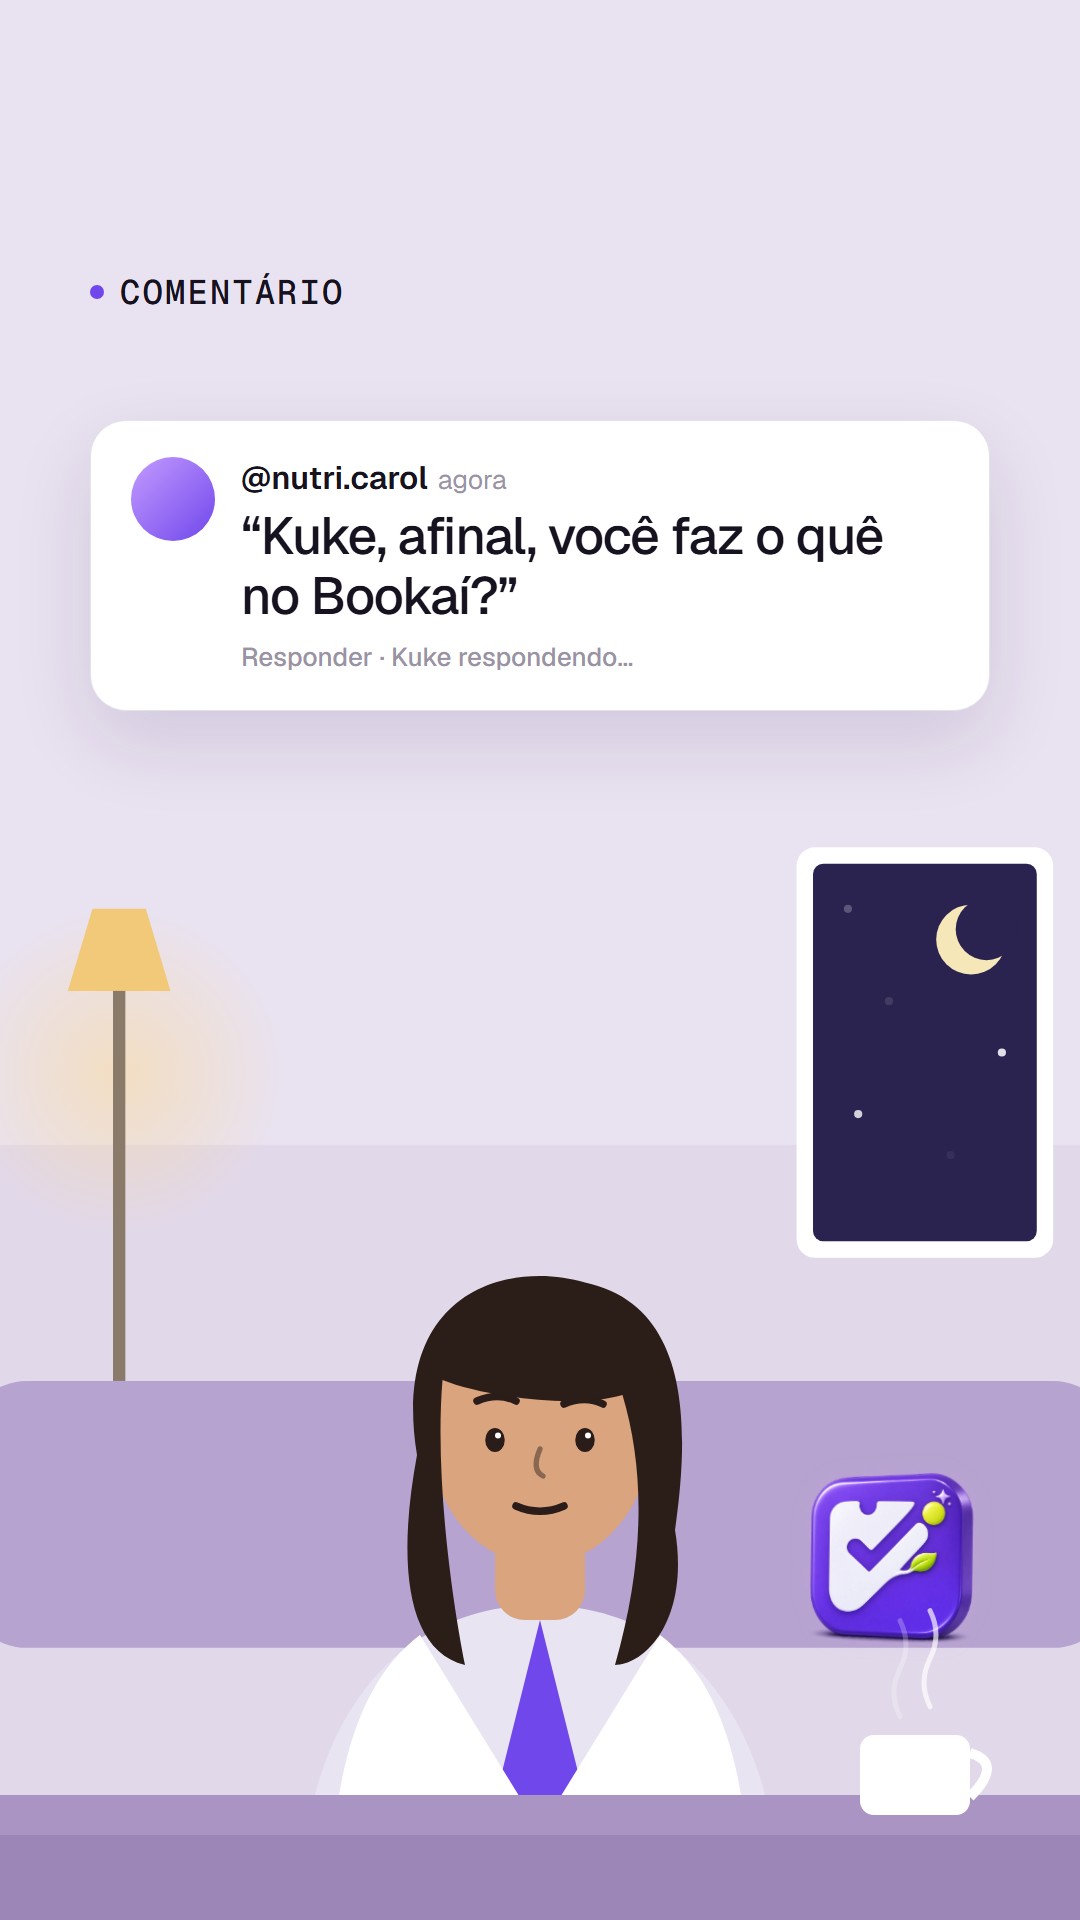 COMENTÁRIO
@nutri.carol agora
“Kuke, afinal, você faz o quê
no Bookaí?”
Responder · Kuke respondendo…